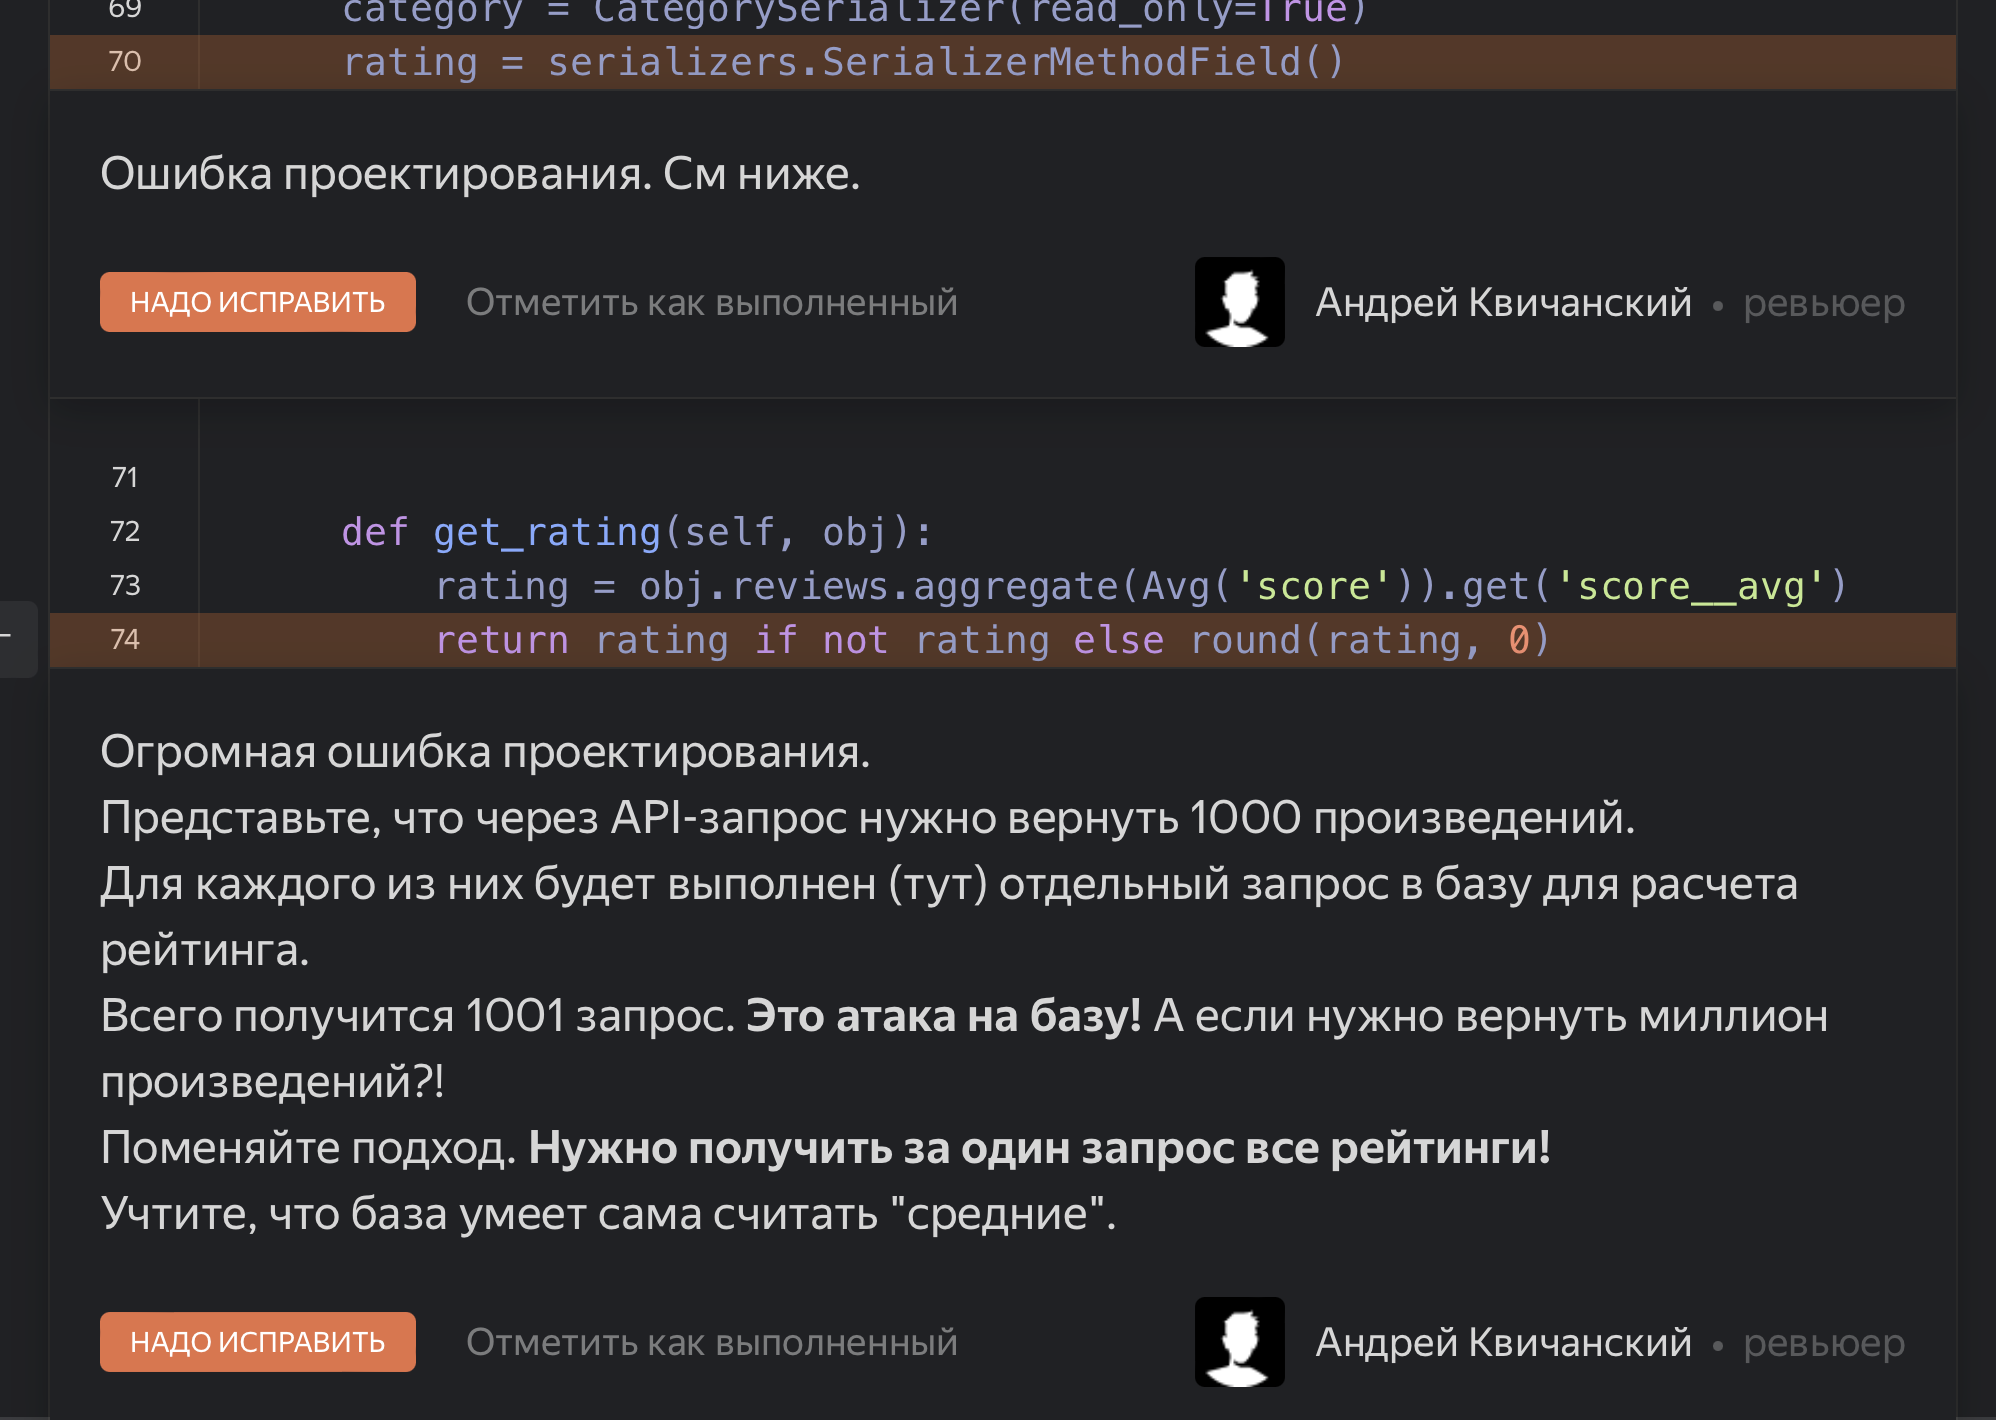 69 category = CategorySerializer(read_only=True)
70 rating = serializers.SerializerMethodField()
Ошибка проектирования. См ниже.
НАДО ИСПРАВИТЬ Отметить как выполненный Андрей Квичанский • ревьюер
71
72 def get_rating(self, obj):
73 rating = obj.reviews.aggregate(Avg('score')).get('score__avg')
74 return rating if not rating else round(rating, 0)
Огромная ошибка проектирования.
Представьте, что через API-запрос нужно вернуть 1000 произведений.
Для каждого из них будет выполнен (тут) отдельный запрос в базу для расчета
рейтинга.
Всего получится 1001 запрос. Это атака на базу! А если нужно вернуть миллион
произведений?!
Поменяйте подход. Нужно получить за один запрос все рейтинги!
Учтите, что база умеет сама считать "средние".
НАДО ИСПРАВИТЬ Отметить как выполненный Андрей Квичанский • ревьюер